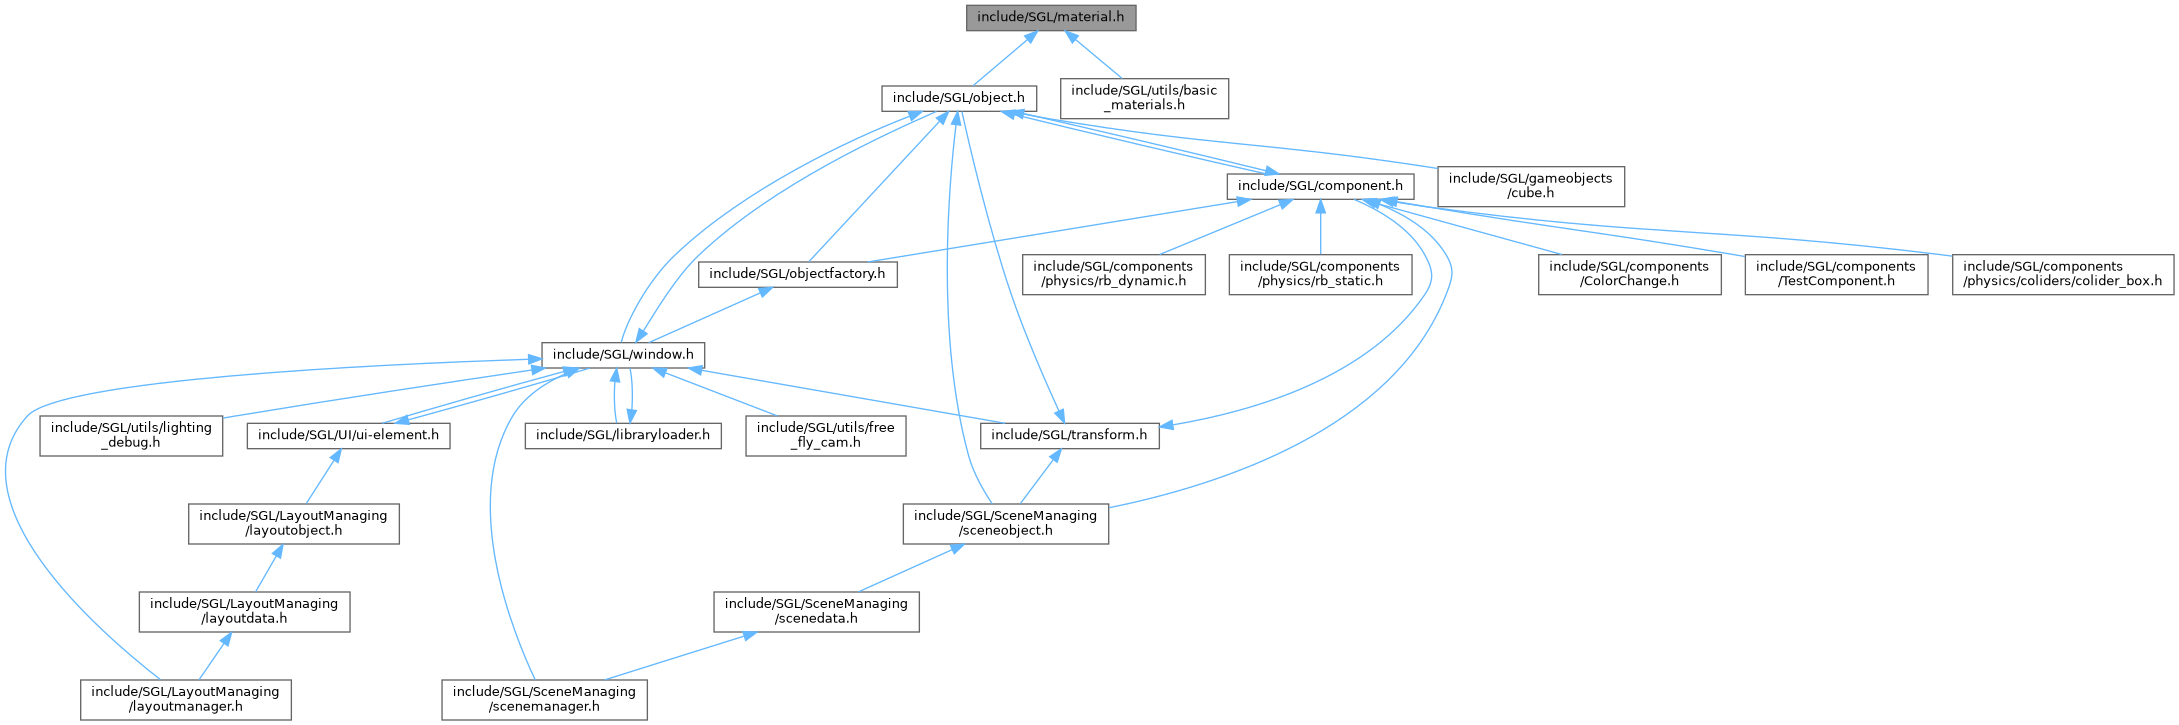 include/SGL/material.h
include/SGL/object.h
include/SGL/utils/basic
_materials.h
include/SGL/component.h
include/SGL/gameobjects
/cube.h
include/SGL/objectfactory.h
include/SGL/components
/physics/rb_dynamic.h
include/SGL/components
/physics/rb_static.h
include/SGL/components
/ColorChange.h
include/SGL/components
/TestComponent.h
include/SGL/components
/physics/coliders/colider_box.h
include/SGL/window.h
include/SGL/utils/lighting
_debug.h
include/SGL/UI/ui-element.h
include/SGL/libraryloader.h
include/SGL/utils/free
_fly_cam.h
include/SGL/transform.h
include/SGL/LayoutManaging
/layoutobject.h
include/SGL/SceneManaging
/sceneobject.h
include/SGL/LayoutManaging
/layoutdata.h
include/SGL/SceneManaging
/scenedata.h
include/SGL/LayoutManaging
/layoutmanager.h
include/SGL/SceneManaging
/scenemanager.h